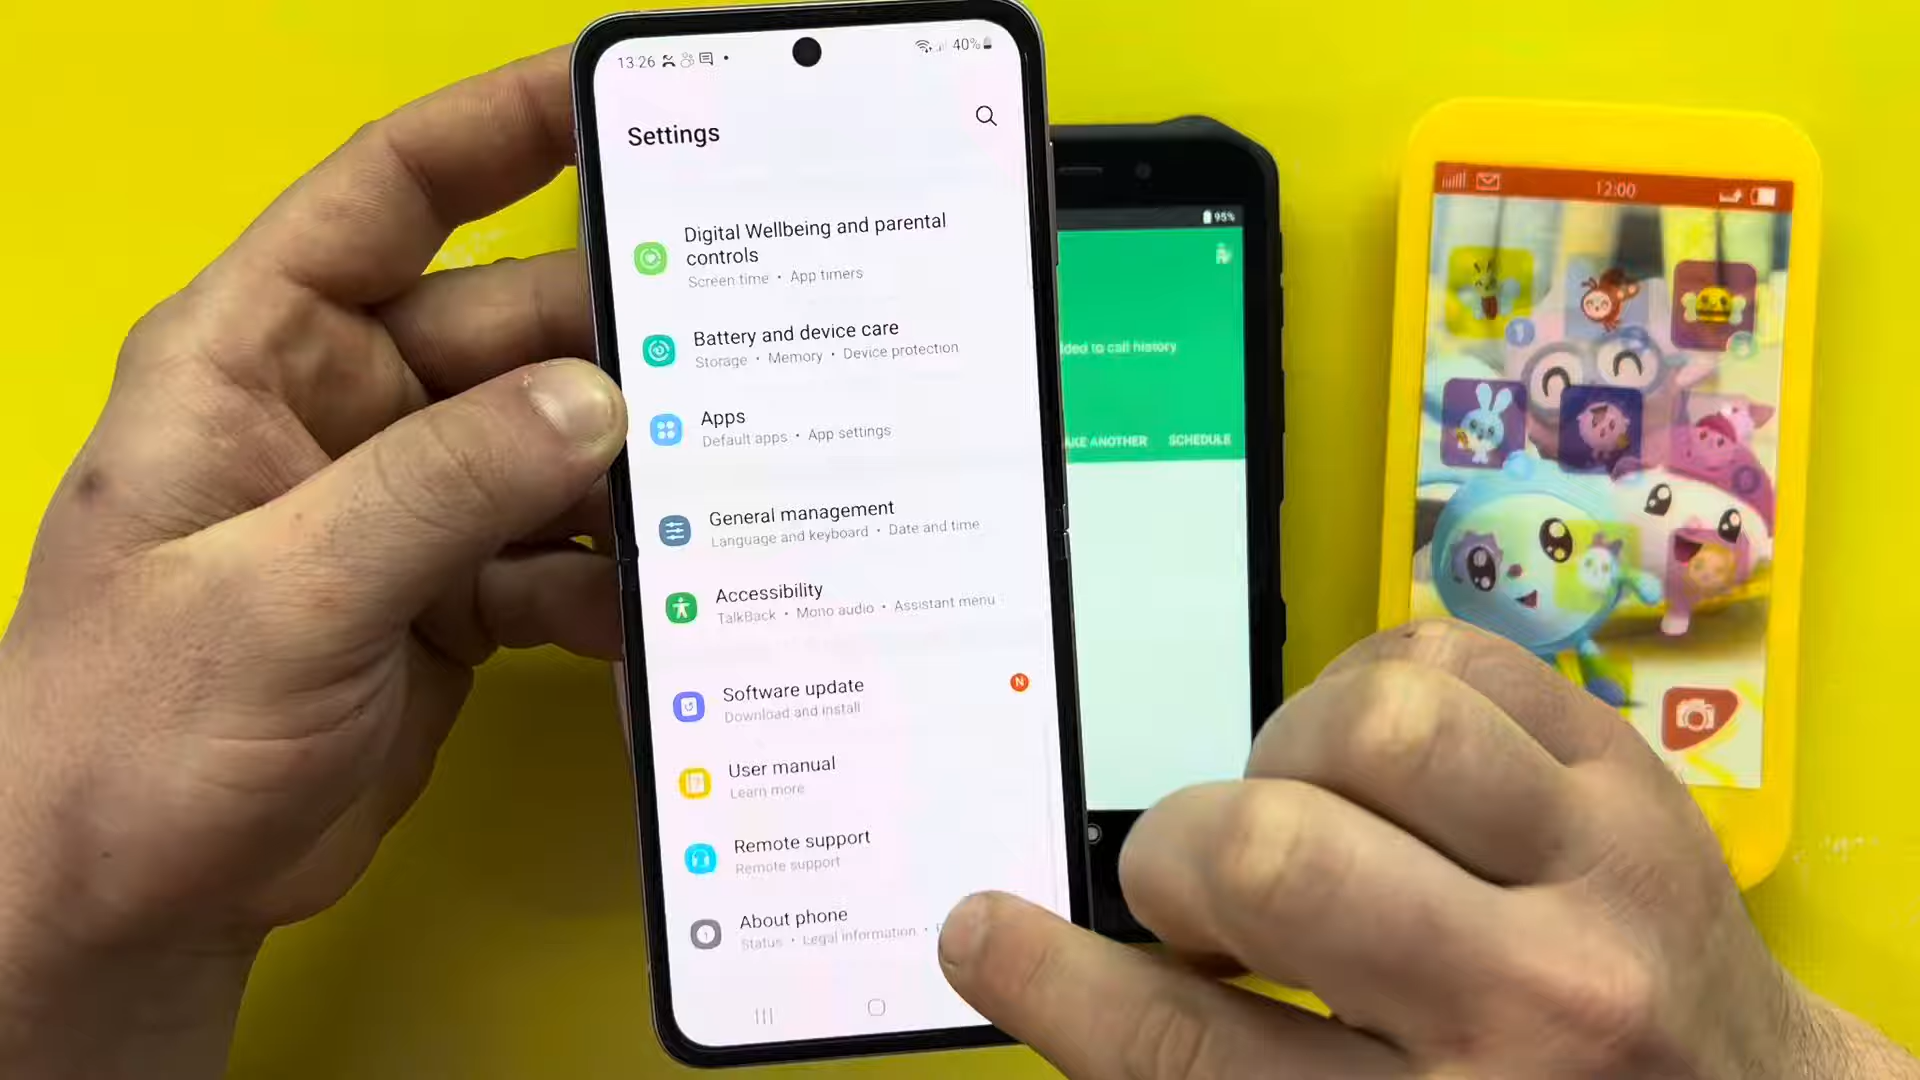 13:26
40%
Settings
Digital Wellbeing and parental
controls
Screen time • App timers
Battery and device care
Storage • Memory • Device protection
Apps
Default apps • App settings
General management
Language and keyboard • Date and time
Accessibility
TalkBack • Mono audio • Assistant menu
Software update
N
Download and install
User manual
Learn more
Remote support
Remote support
About phone
Status • Legal information •
95%
to call history
ANOTHER SCHEDULE
12:00